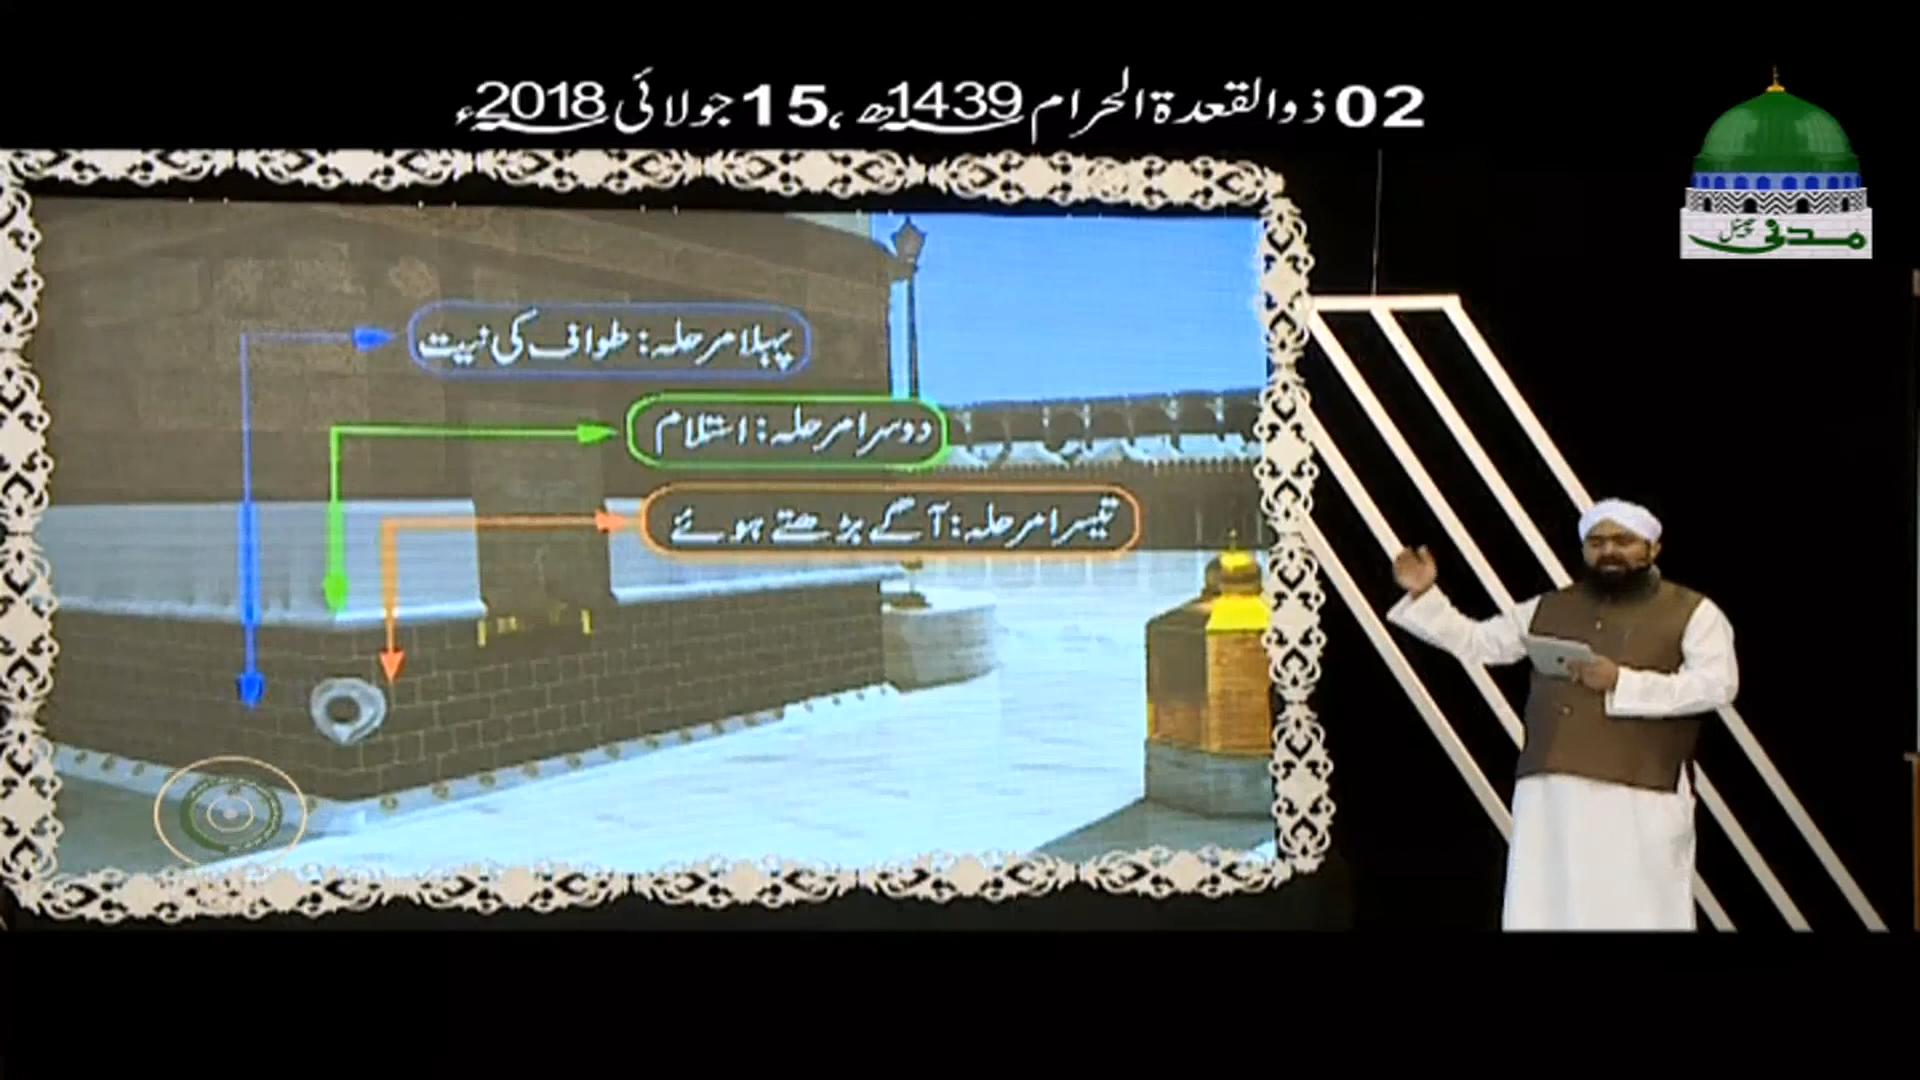 02 ذوالقعدۃ الحرام 1439ھ، 15 جولائی 2018ء
مدنی چینل
پہلا مرحلہ: طواف کی نیت
دوسرا مرحلہ: استلام
تیسرا مرحلہ: آگے بڑھتے ہوئے